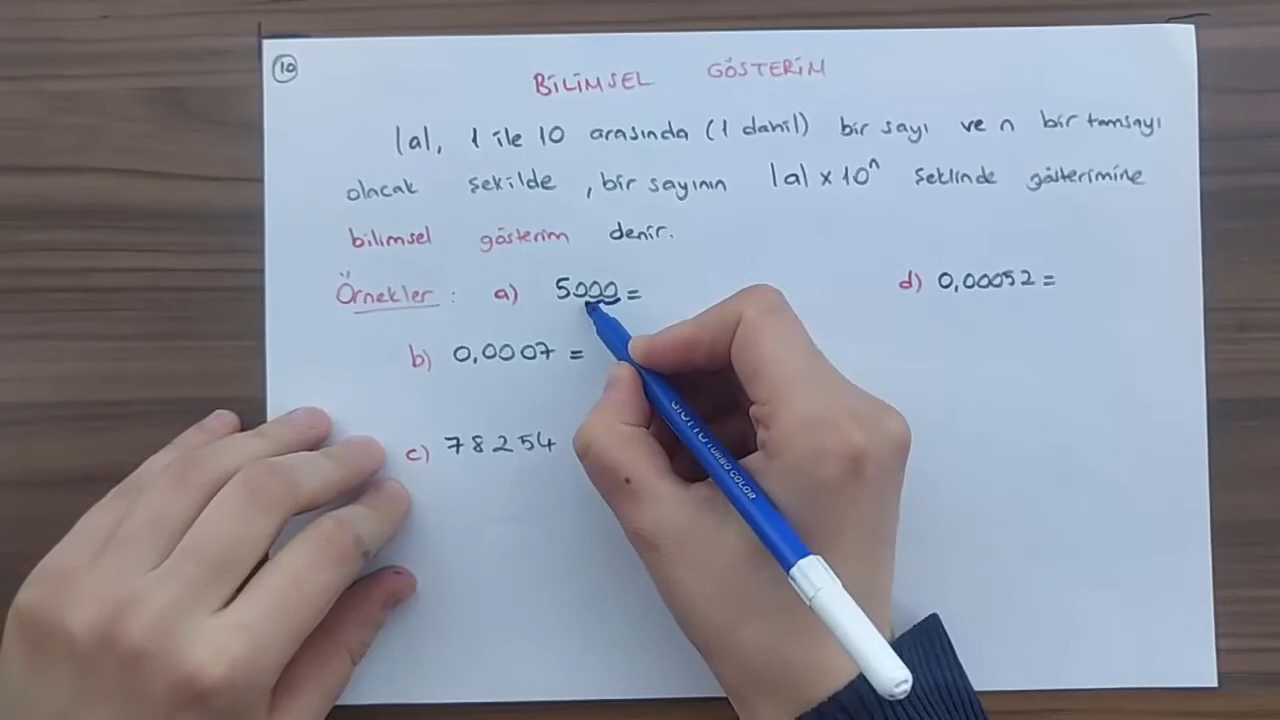 10
BİLİMSEL GÖSTERİM
|a|, 1 ile 10 arasında (1 dahil) bir sayı ve n bir tamsayı
olacak şekilde, bir sayının |a| x 10ⁿ şeklinde gösterimine
bilimsel gösterim denir.
Örnekler : a) 5000 =
d) 0,00052 =
b) 0,0007 =
c) 78254
GIOTTO TURBO COLOR